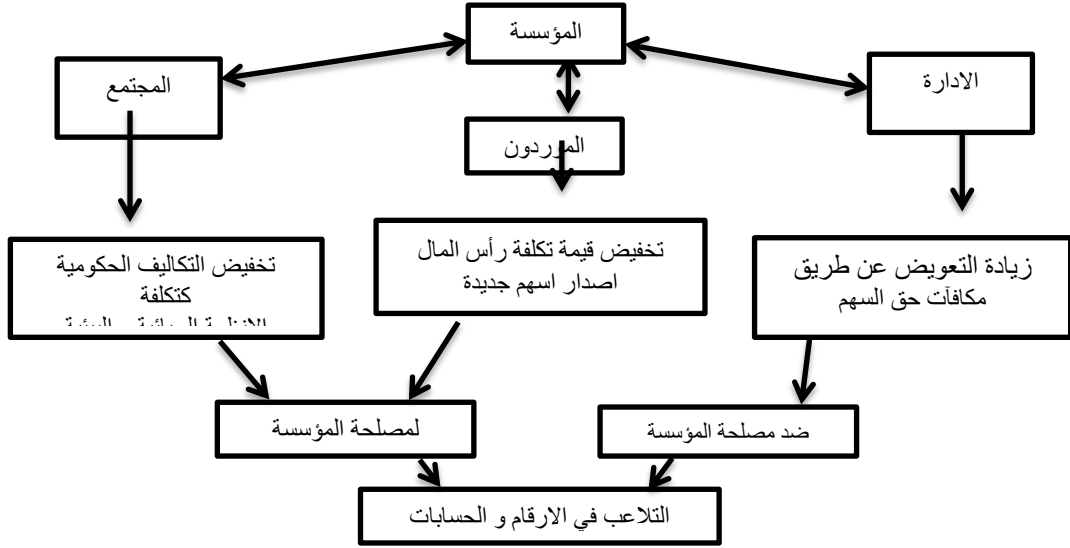 المؤسسة
الادارة
الموردون
المجتمع
زيادة التعويض عن طريق
مكافآت حق السهم
تخفيض قيمة تكلفة رأس المال
اصدار اسهم جديدة
تخفيض التكاليف الحكومية
كتكلفة
ضد مصلحة المؤسسة
لمصلحة المؤسسة
التلاعب في الارقام و الحسابات